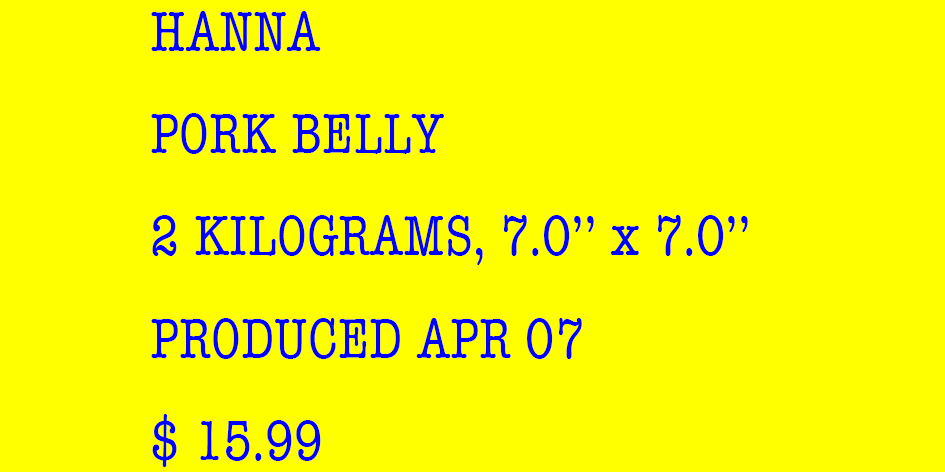 HANNA
PORK BELLY
2 KILOGRAMS, 7.0’’ x 7.0’’
PRODUCED APR 07
$ 15.99